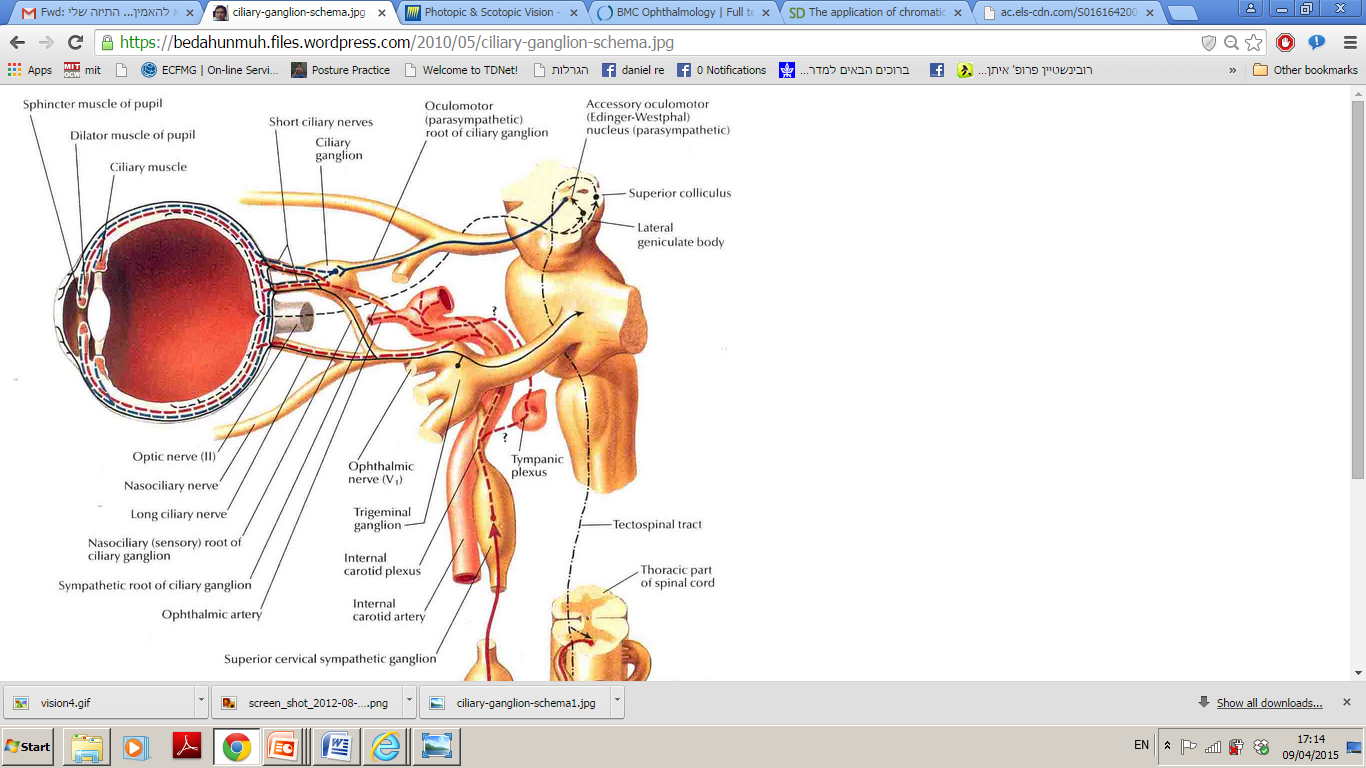 Fwd: ‏...א להאמין... התיזה שלי
ciliary-ganglion-schema.jpg
Photopic & Scotopic Vision -
BMC Ophthalmology | Full te
The application of chromatic
ac.els-cdn.com/S016164200
https://bedahunmuh.files.wordpress.com/2010/05/ciliary-ganglion-schema.jpg
Apps
mit
ECFMG | On-line Servi...
Posture Practice
Welcome to TDNet!
הגרלות
daniel re
0 Notifications
ברוכים הבאים למדר...
רובינשטיין פרופ' איתן...
»
Other bookmarks
Sphincter muscle of pupil
Dilator muscle of pupil
Ciliary muscle
Short ciliary nerves
Ciliary
ganglion
Oculomotor
(parasympathetic)
root of ciliary ganglion
Accessory oculomotor
(Edinger-Westphal)
nucleus (parasympathetic)
Superior colliculus
Lateral
geniculate body
?
?
Optic nerve (II)
Nasociliary nerve
Long ciliary nerve
Nasociliary (sensory) root of
ciliary ganglion
Sympathetic root of ciliary ganglion
Ophthalmic artery
Superior cervical sympathetic ganglion
Ophthalmic
nerve (V1)
Trigeminal
ganglion
Internal
carotid plexus
Internal
carotid artery
Tympanic
plexus
Tectospinal tract
Thoracic part
of spinal cord
vision4.gif
screen_shot_2012-08-....png
ciliary-ganglion-schema1.jpg
Show all downloads...
Start
EN
17:14
09/04/2015